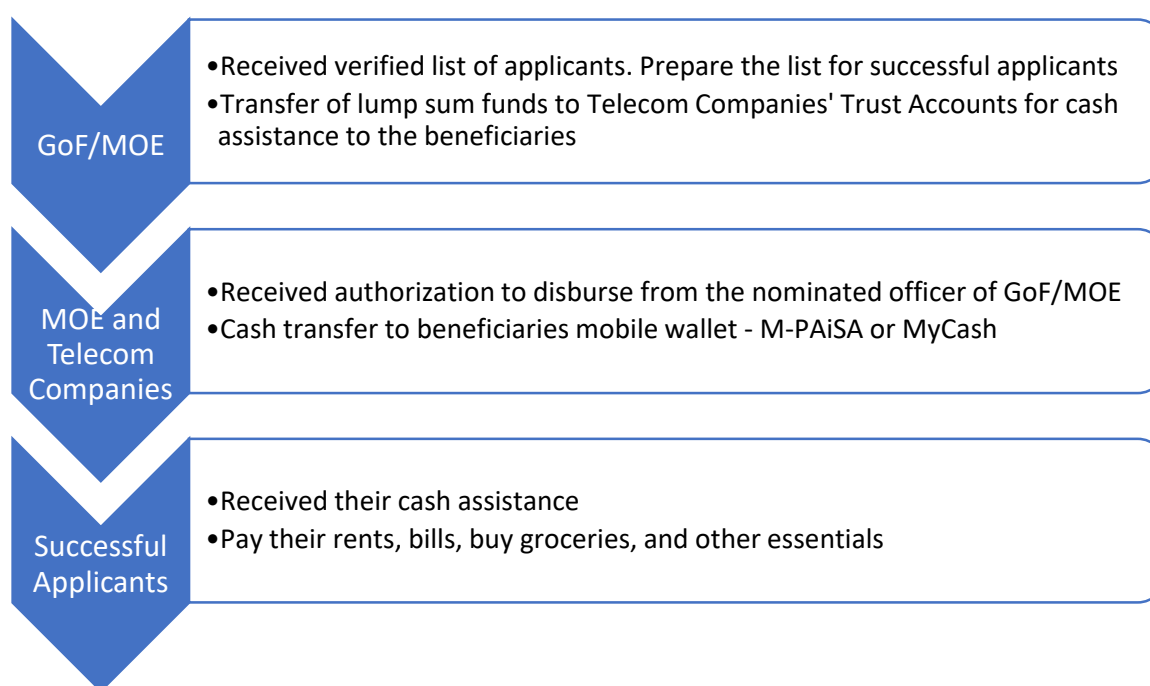 GoF/MOE
•Received verified list of applicants. Prepare the list for successful applicants
•Transfer of lump sum funds to Telecom Companies' Trust Accounts for cash
assistance to the beneficiaries
MOE and
Telecom
Companies
•Received authorization to disburse from the nominated officer of GoF/MOE
•Cash transfer to beneficiaries mobile wallet - M-PAiSA or MyCash
Successful
Applicants
•Received their cash assistance
•Pay their rents, bills, buy groceries, and other essentials